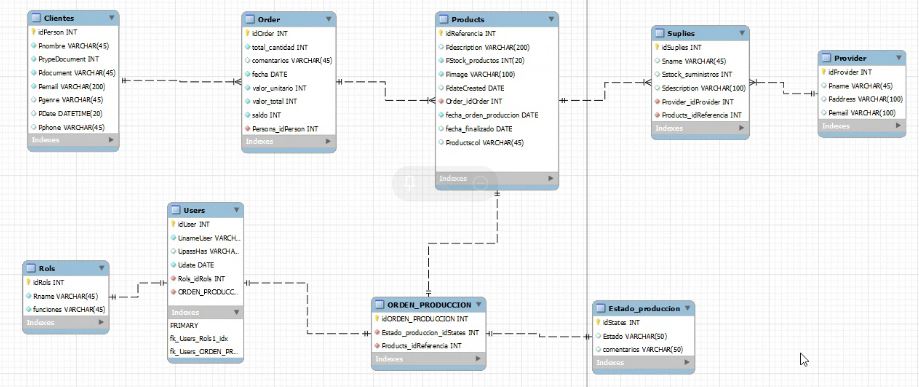 Clientes
idPerson INT
Pnombre VARCHAR(45)
PtypeDocument INT
Pdocument VARCHAR(45)
Pemail VARCHAR(200)
Pgenre VARCHAR(45)
PDate DATETIME(20)
Pphone VARCHAR(45)
Indexes
Order
idOrder INT
total_cantidad INT
comentarios VARCHAR(45)
fecha DATE
valor_unitario INT
valor_total INT
saldo INT
Persons_idPerson INT
Indexes
Products
idReferencia INT
Pdescription VARCHAR(200)
PStock_productos INT(20)
PImage VARCHAR(100)
PdateCreated DATE
Order_idOrder INT
fecha_orden_produccion DATE
fecha_finalizado DATE
Productscol VARCHAR(45)
Indexes
Suplies
idSuplies INT
Sname VARCHAR(45)
Sstock_suministros INT
Sdescription VARCHAR(100)
Provider_idProvider INT
Products_idReferencia INT
Indexes
Provider
idProvider INT
Pname VARCHAR(45)
Paddress VARCHAR(100)
Pemail VARCHAR(100)
Indexes
Rols
idRols INT
Rname VARCHAR(45)
funciones VARCHAR(45)
Indexes
Users
idUser INT
UnameUser VARCH...
UpassHas VARCHA...
Udate DATE
Rols_idRols INT
ORDEN_PRODUCC...
Indexes
PRIMARY
fk_Users_Rols1_idx
fk_Users_ORDEN_PR...
ORDEN_PRODUCCION
idORDEN_PRODUCCION INT
Estado_produccion_idStates INT
Products_idReferencia INT
Indexes
Estado_produccion
idStates INT
Estado VARCHAR(50)
comentarios VARCHAR(50)
Indexes